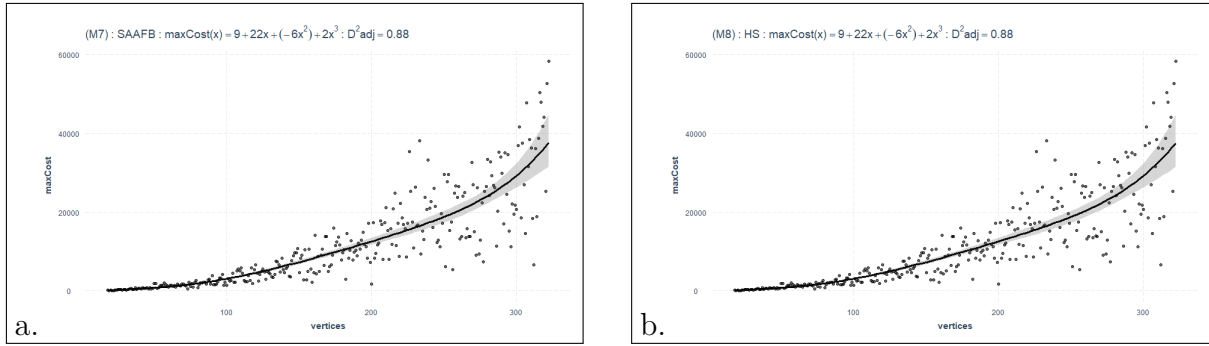 (M7) : SAAFB : maxCost(x) = 9 + 22x + (−6x²) + 2x³ : D²adj = 0.88
60000
40000
20000
0
maxCost
100 200 300
vertices
a.
(M8) : HS : maxCost(x) = 9 + 22x + (−6x²) + 2x³ : D²adj = 0.88
60000
40000
20000
0
maxCost
100 200 300
vertices
b.